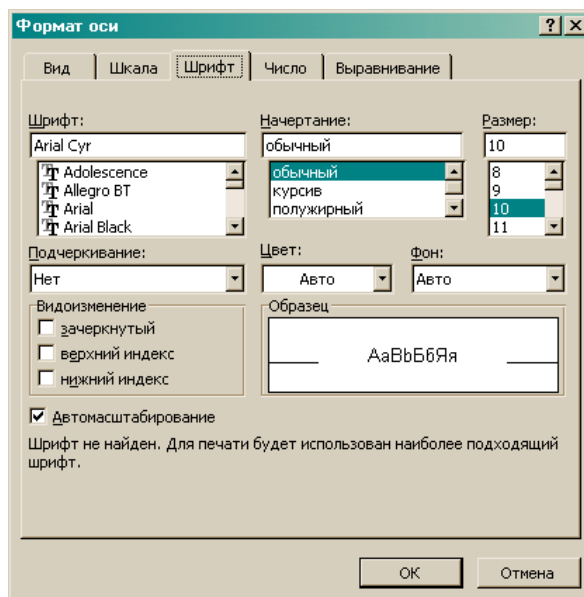 Формат оси
Вид Шкала Шрифт Число Выравнивание
Шрифт: Начертание: Размер:
Arial Cyr обычный 10
Adolescence обычный 8
Allegro BT курсив 9
Arial полужирный 10
Arial Black 11
Подчеркивание: Цвет: Фон:
Нет Авто Авто
Видоизменение Образец
зачеркнутый
верхний индекс АаBbБбЯя
нижний индекс
Автомасштабирование
Шрифт не найден. Для печати будет использован наиболее подходящий
шрифт.
ОК Отмена